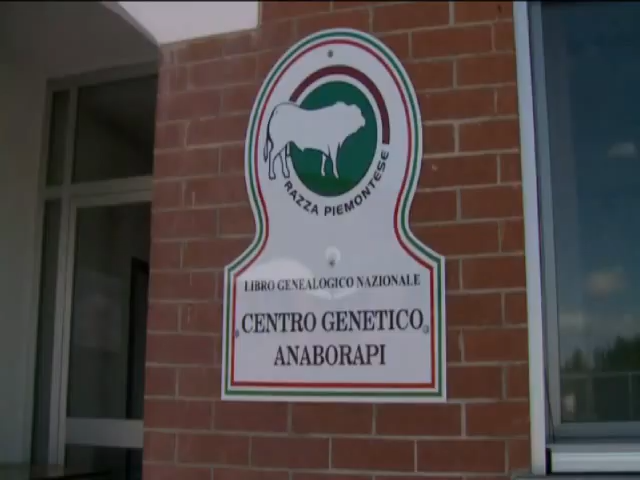 RAZZA PIEMONTESE
LIBRO GENEALOGICO NAZIONALE
CENTRO GENETICO
ANABORAPI